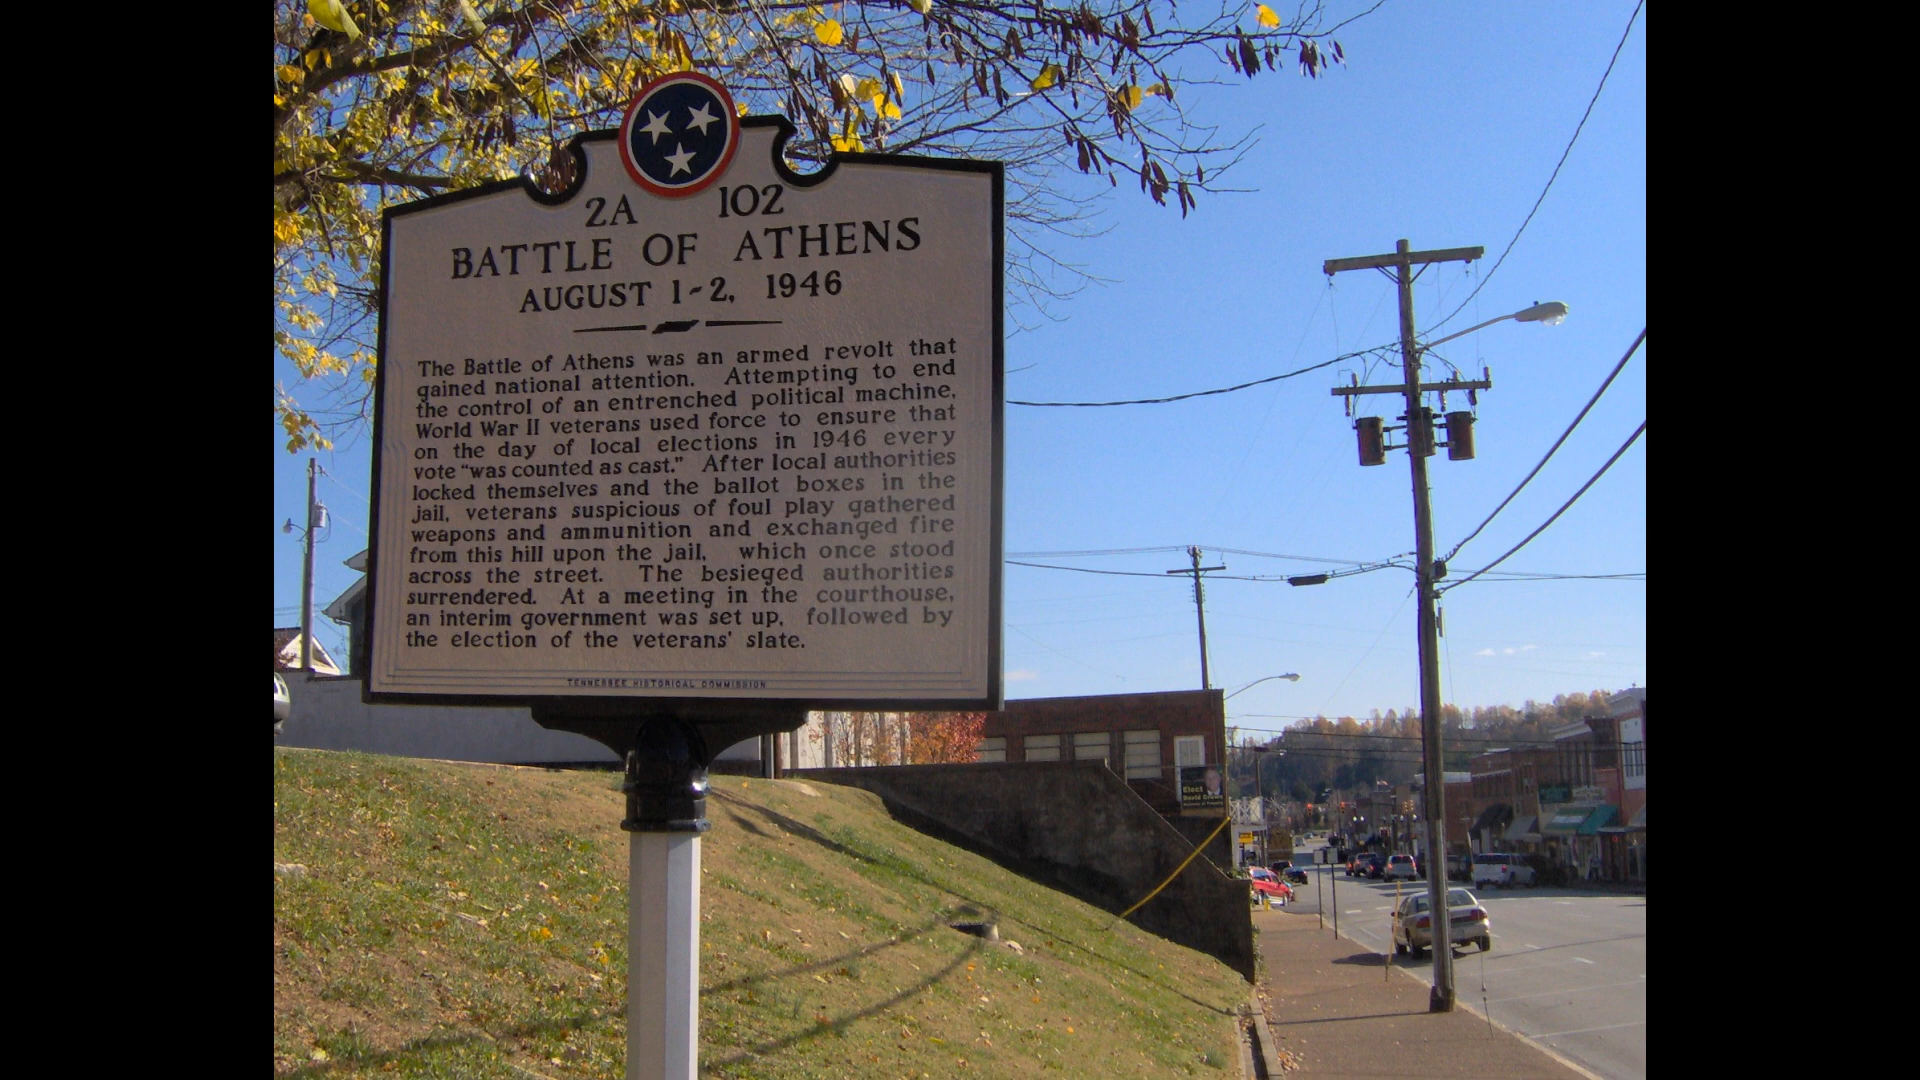 2A 102
BATTLE OF ATHENS
AUGUST 1-2, 1946
The Battle of Athens was an armed revolt that
gained national attention. Attempting to end
the control of an entrenched political machine,
World War II veterans used force to ensure that
on the day of local elections in 1946 every
vote "was counted as cast." After local authorities
locked themselves and the ballot boxes in the
jail, veterans suspicious of foul play gathered
weapons and ammunition and exchanged fire
from this hill upon the jail, which once stood
across the street. The besieged authorities
surrendered. At a meeting in the courthouse,
an interim government was set up, followed by
the election of the veterans' slate.
TENNESSEE HISTORICAL COMMISSION
Elect
David